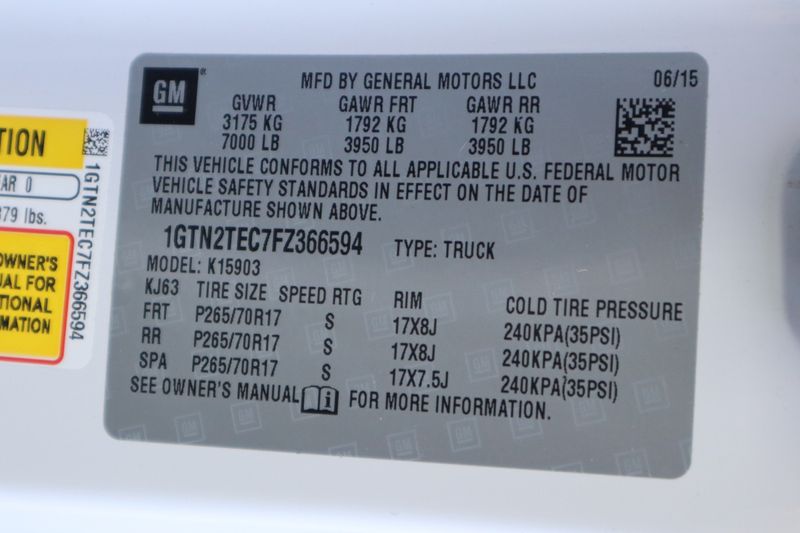 GM
MFD BY GENERAL MOTORS LLC 06/15
GVWR GAWR FRT GAWR RR
3175 KG 1792 KG 1792 KG
7000 LB 3950 LB 3950 LB
THIS VEHICLE CONFORMS TO ALL APPLICABLE U.S. FEDERAL MOTOR
VEHICLE SAFETY STANDARDS IN EFFECT ON THE DATE OF
MANUFACTURE SHOWN ABOVE.
1GTN2TEC7FZ366594 TYPE: TRUCK
MODEL: K15903
KJ63 TIRE SIZE SPEED RTG RIM COLD TIRE PRESSURE
FRT P265/70R17 S 17X8J 240KPA(35PSI)
RR P265/70R17 S 17X8J 240KPA(35PSI)
SPA P265/70R17 S 17X7.5J 240KPA(35PSI)
SEE OWNER'S MANUAL FOR MORE INFORMATION.
TION
AR 0
379 lbs.
OWNER'S
UAL FOR
TIONAL
MATION
1GTN2TEC7FZ366594